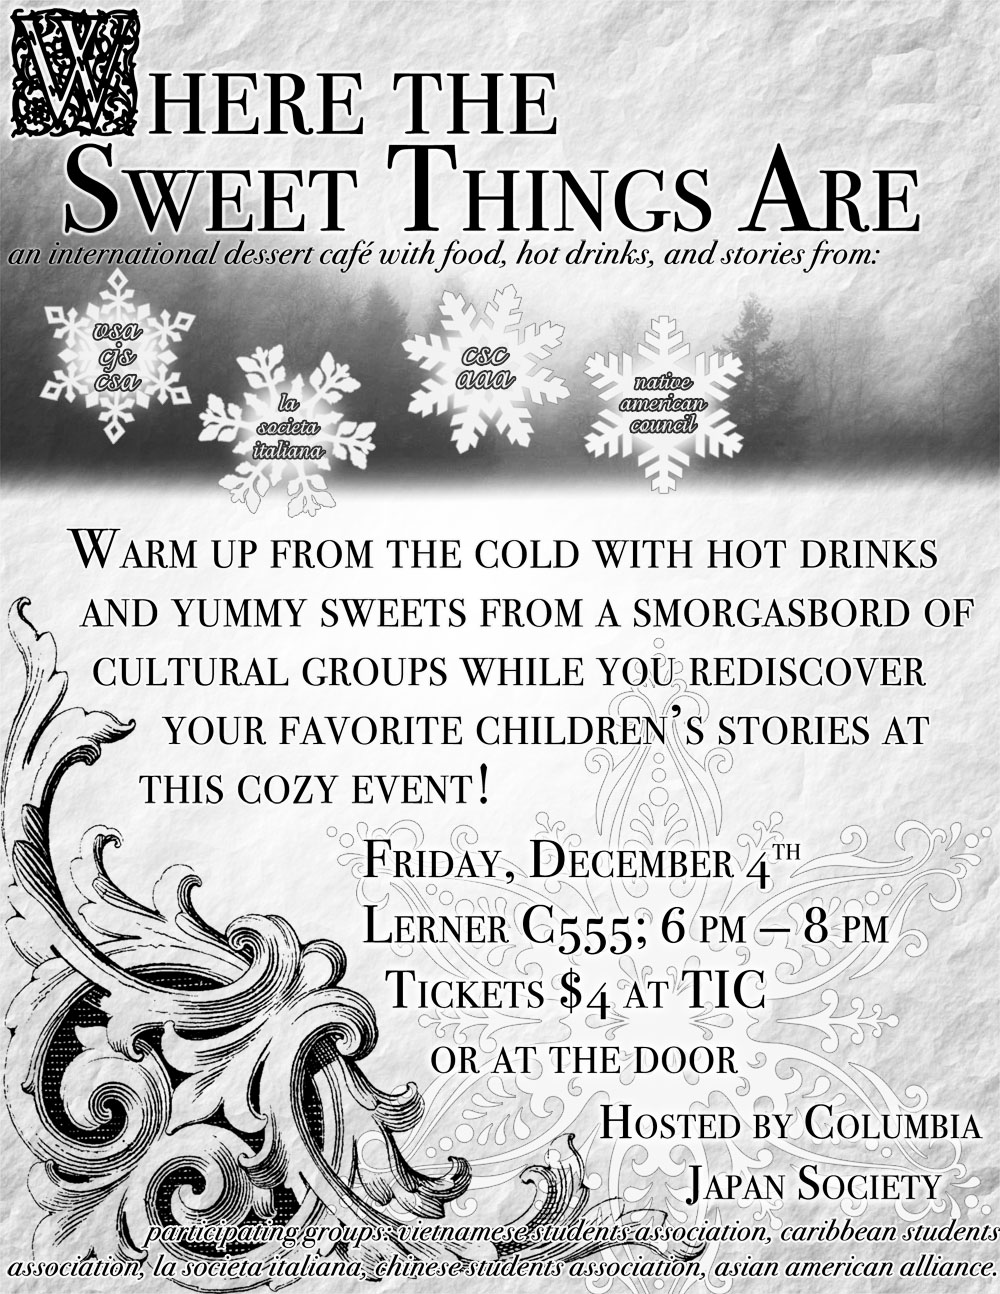 WHERE THE
SWEET THINGS ARE
an international dessert café with food, hot drinks, and stories from:
vsa
cjs
csa
la
societa
italiana
csc
aaa
native
american
council
WARM UP FROM THE COLD WITH HOT DRINKS
AND YUMMY SWEETS FROM A SMORGASBORD OF
CULTURAL GROUPS WHILE YOU REDISCOVER
YOUR FAVORITE CHILDREN'S STORIES AT
THIS COZY EVENT!
FRIDAY, DECEMBER 4TH
LERNER C555; 6 PM – 8 PM
TICKETS $4 AT TIC
OR AT THE DOOR
HOSTED BY COLUMBIA
JAPAN SOCIETY
participating groups: vietnamese students association, caribbean students
association, la societa italiana, chinese students association, asian american alliance.